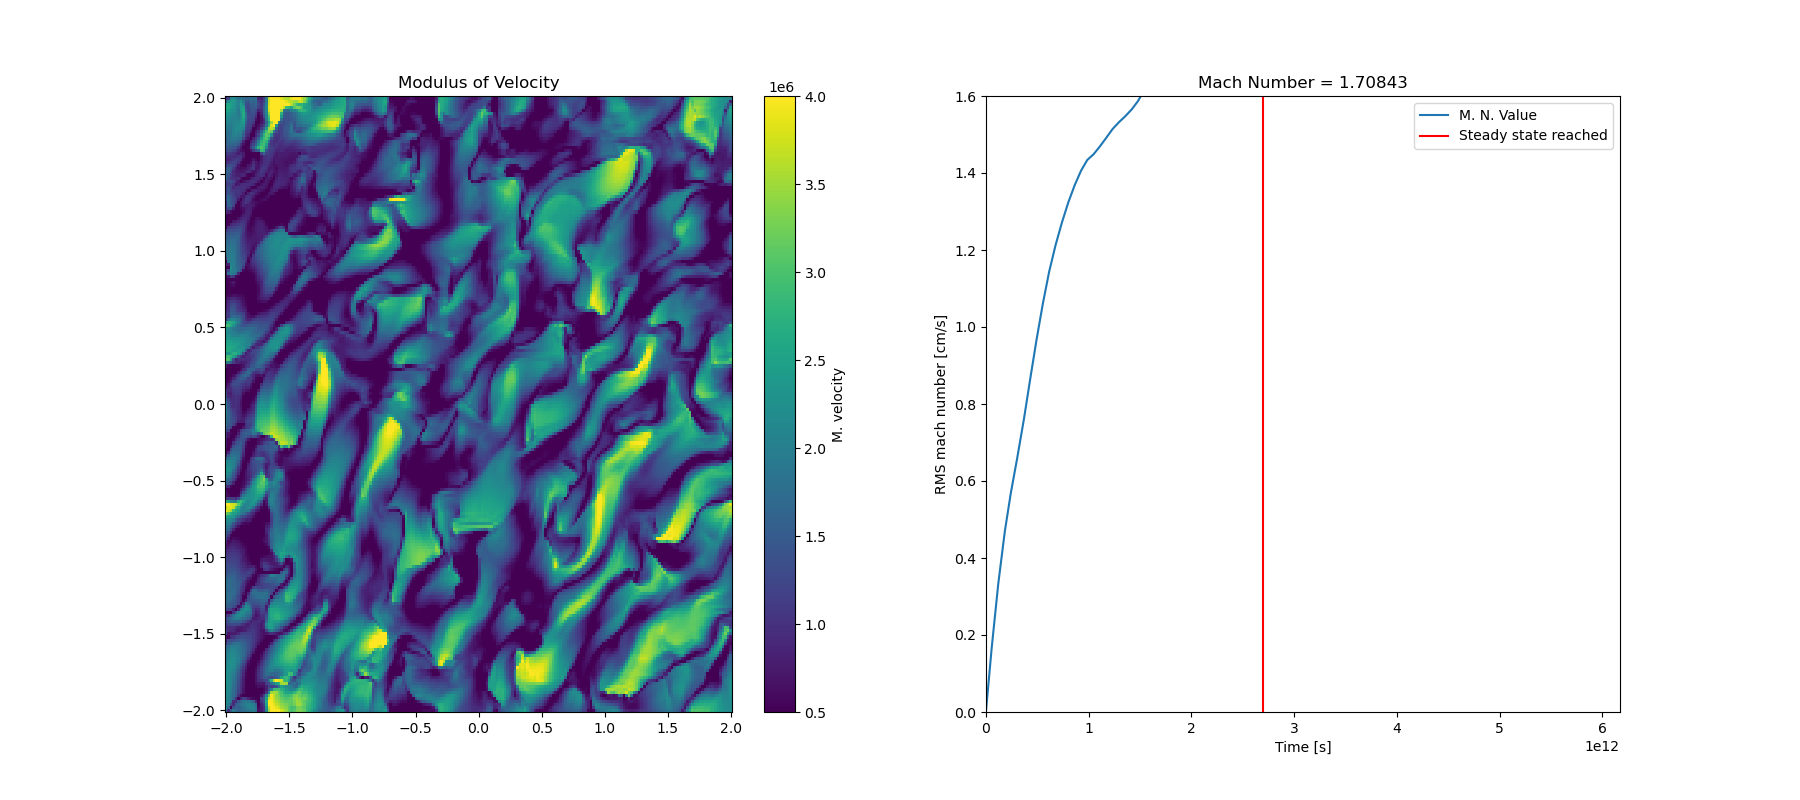 Modulus of Velocity
1e6
2.0
1.5
1.0
0.5
0.0
−0.5
−1.0
−1.5
−2.0
−2.0 −1.5 −1.0 −0.5 0.0 0.5 1.0 1.5 2.0
4.0
3.5
3.0
2.5
2.0
1.5
1.0
0.5
M. velocity
Mach Number = 1.70843
M. N. Value
Steady state reached
RMS mach number [cm/s]
1.6
1.4
1.2
1.0
0.8
0.6
0.4
0.2
0.0
0 1 2 3 4 5 6
Time [s]
1e12